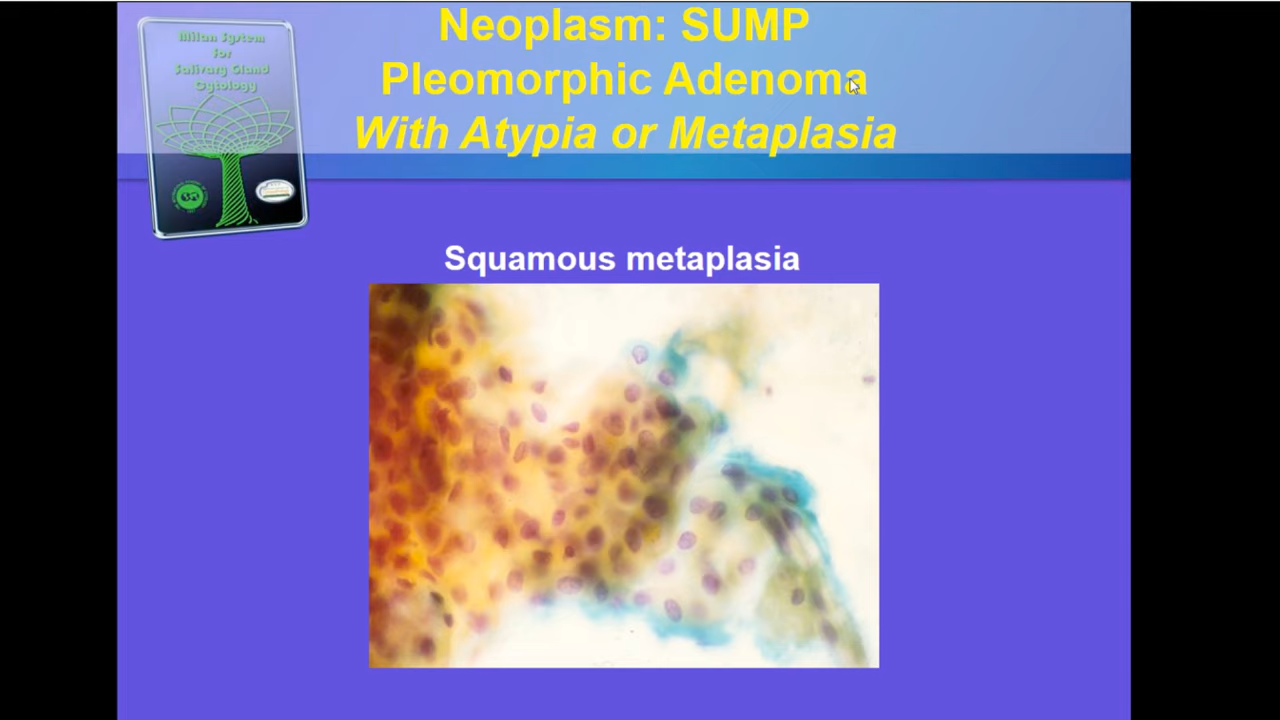 Neoplasm: SUMP
Pleomorphic Adenoma
With Atypia or Metaplasia
Milan System
for
Salivary Gland
Cytology
Squamous metaplasia